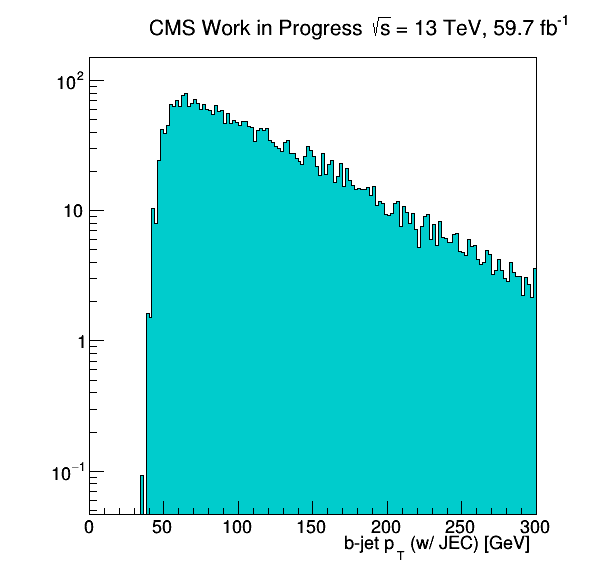 CMS Work in Progress √s = 13 TeV, 59.7 fb⁻¹
10²
10
1
10⁻¹
0 50 100 150 200 250 300
b-jet p_T (w/ JEC) [GeV]